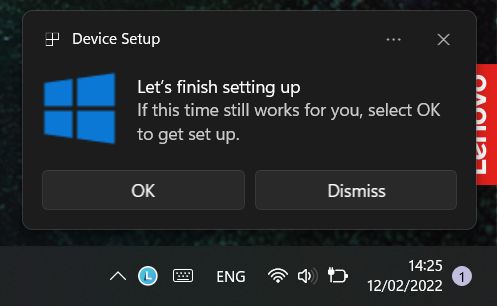 Device Setup
Let's finish setting up
If this time still works for you, select OK
to get set up.
OK
Dismiss
Lenovo
L
ENG
14:25
12/02/2022
1